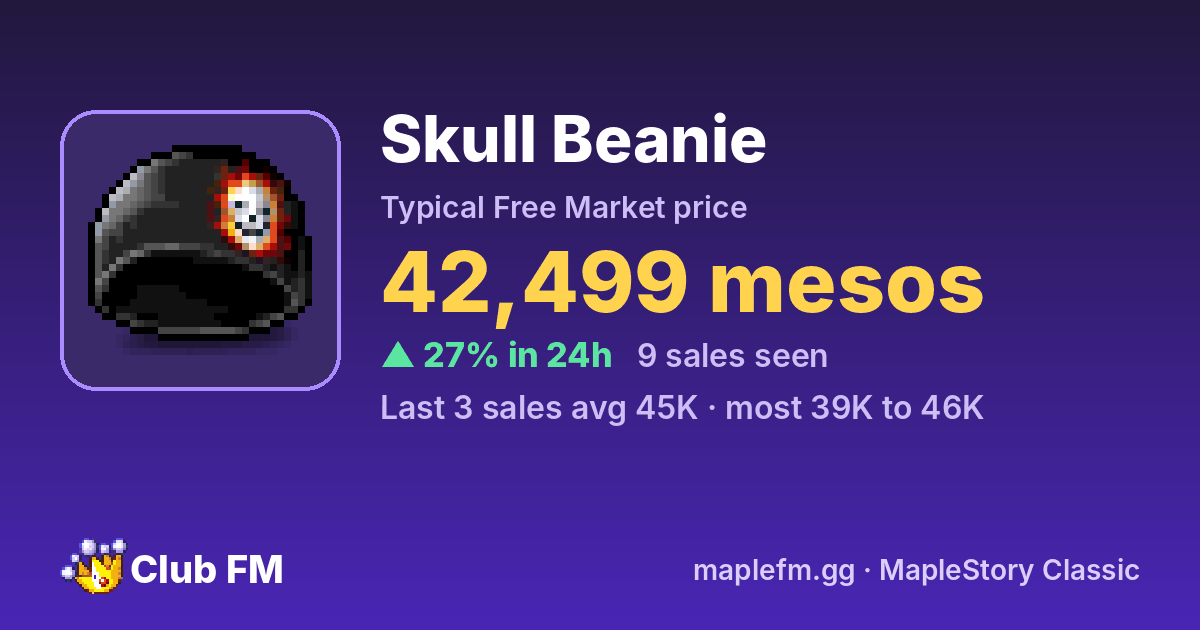 Skull Beanie
Typical Free Market price
42,499 mesos
▲ 27% in 24h 9 sales seen
Last 3 sales avg 45K · most 39K to 46K
Club FM
maplefm.gg · MapleStory Classic